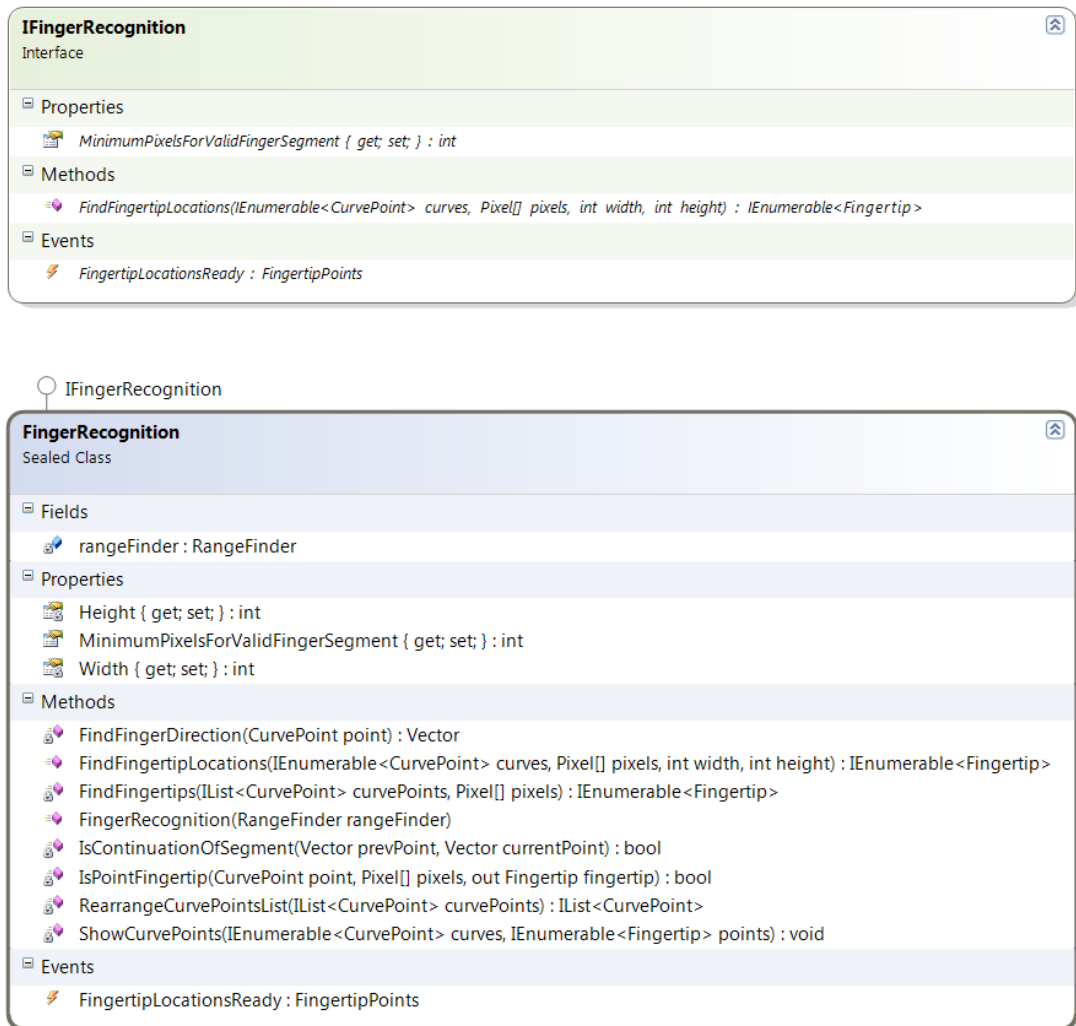 IFingerRecognition
Interface
Properties
MinimumPixelsForValidFingerSegment { get; set; } : int
Methods
FindFingertipLocations(IEnumerable<CurvePoint> curves, Pixel[] pixels, int width, int height) : IEnumerable<Fingertip>
Events
FingertipLocationsReady : FingertipPoints
IFingerRecognition
FingerRecognition
Sealed Class
Fields
rangeFinder : RangeFinder
Properties
Height { get; set; } : int
MinimumPixelsForValidFingerSegment { get; set; } : int
Width { get; set; } : int
Methods
FindFingerDirection(CurvePoint point) : Vector
FindFingertipLocations(IEnumerable<CurvePoint> curves, Pixel[] pixels, int width, int height) : IEnumerable<Fingertip>
FindFingertips(IList<CurvePoint> curvePoints, Pixel[] pixels) : IEnumerable<Fingertip>
FingerRecognition(RangeFinder rangeFinder)
IsContinuationOfSegment(Vector prevPoint, Vector currentPoint) : bool
IsPointFingertip(CurvePoint point, Pixel[] pixels, out Fingertip fingertip) : bool
RearrangeCurvePointsList(IList<CurvePoint> curvePoints) : IList<CurvePoint>
ShowCurvePoints(IEnumerable<CurvePoint> curves, IEnumerable<Fingertip> points) : void
Events
FingertipLocationsReady : FingertipPoints